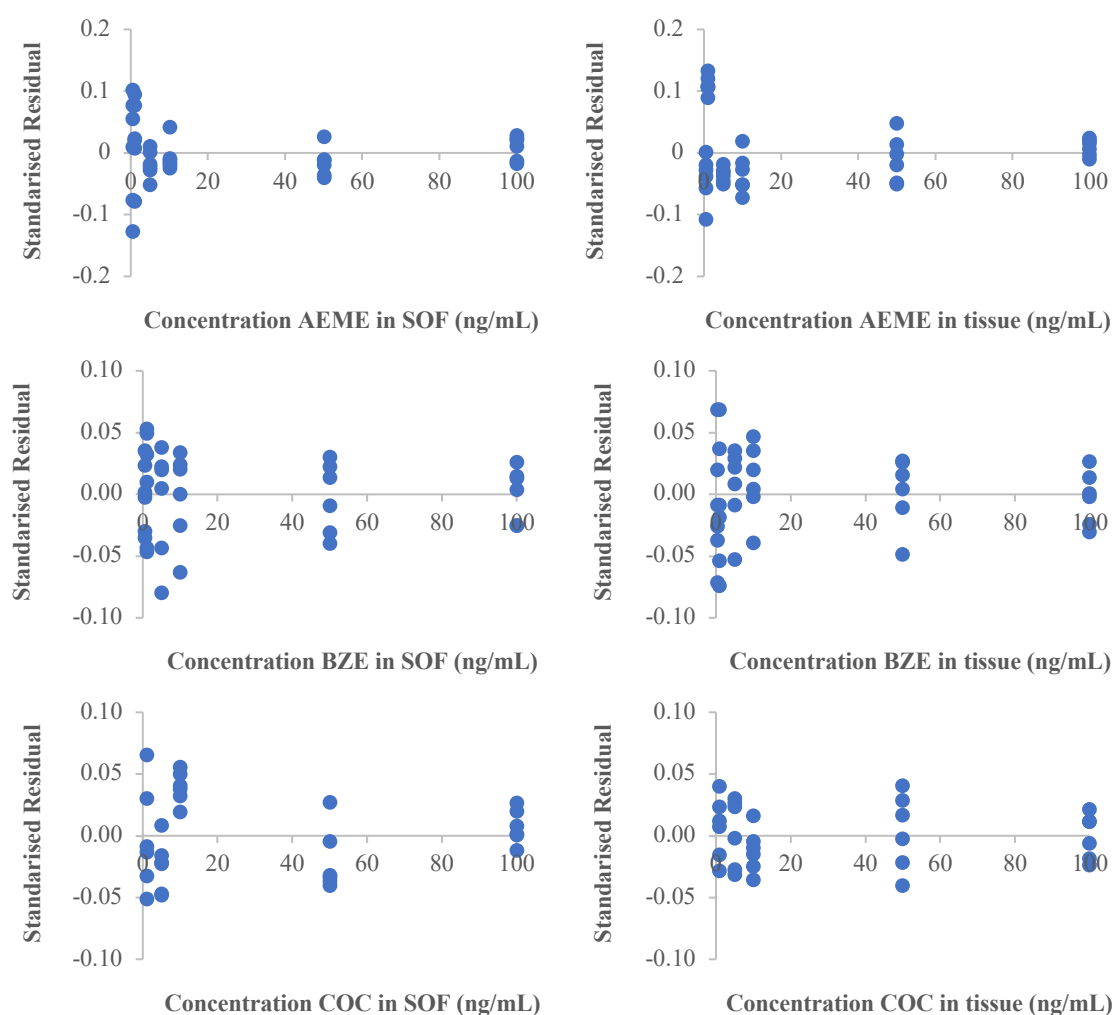 Standarised Residual
0.2
0.1
0
-0.1
-0.2
0 20 40 60 80 100
Concentration AEME in SOF (ng/mL)
Standarised Residual
0.2
0.1
0
-0.1
-0.2
0 20 40 60 80 100
Concentration AEME in tissue (ng/mL)
Standarised Residual
0.10
0.05
0.00
-0.05
-0.10
0 20 40 60 80 100
Concentration BZE in SOF (ng/mL)
Standarised Residual
0.10
0.05
0.00
-0.05
-0.10
0 20 40 60 80 100
Concentration BZE in tissue (ng/mL)
Standarised Residual
0.10
0.05
0.00
-0.05
-0.10
0 20 40 60 80 100
Concentration COC in SOF (ng/mL)
Standarised Residual
0.10
0.05
0.00
-0.05
-0.10
0 20 40 60 80 100
Concentration COC in tissue (ng/mL)